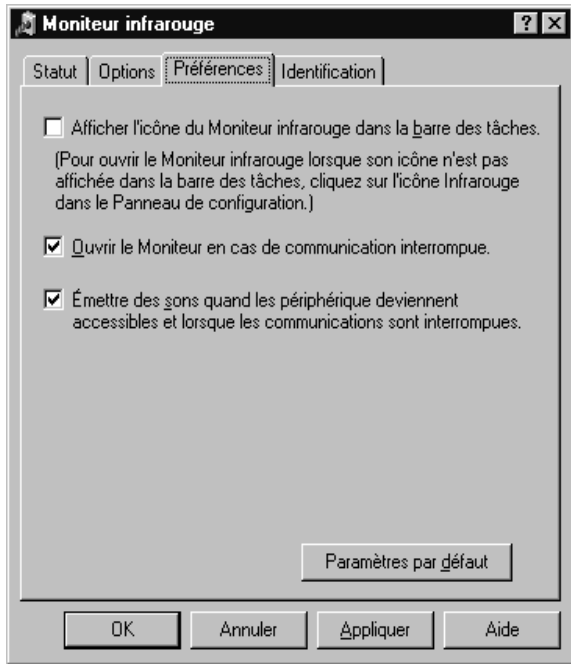 Moniteur infrarouge
Statut Options Préférences Identification
Afficher l'icône du Moniteur infrarouge dans la barre des tâches.
(Pour ouvrir le Moniteur infrarouge lorsque son icône n'est pas
affichée dans la barre des tâches, cliquez sur l'icône Infrarouge
dans le Panneau de configuration.)
Ouvrir le Moniteur en cas de communication interrompue.
Émettre des sons quand les périphérique deviennent
accessibles et lorsque les communications sont interrompues.
Paramètres par défaut
OK Annuler Appliquer Aide